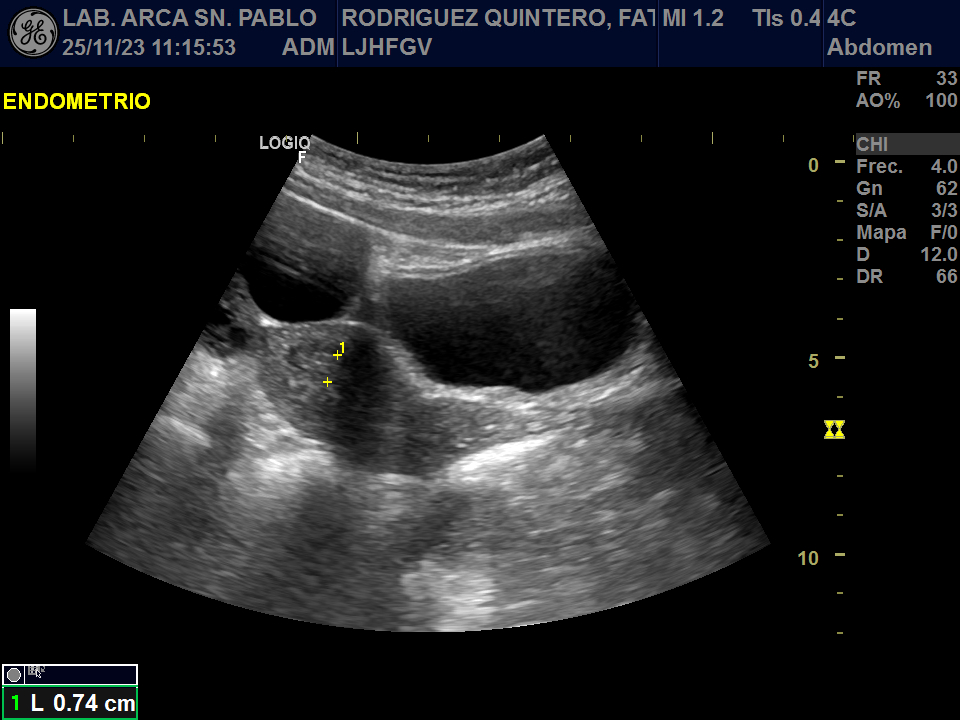 LAB. ARCA SN. PABLO
RODRIGUEZ QUINTERO, FAT
MI 1.2
TIs 0.4
4C
25/11/23 11:15:53
ADM
LJHFGV
Abdomen
ENDOMETRIO
FR 33
AO% 100
LOGIQ
F
CHI
Frec. 4.0
Gn 62
S/A 3/3
Mapa F/0
D 12.0
DR 66
0
5
10
1
1 L 0.74 cm